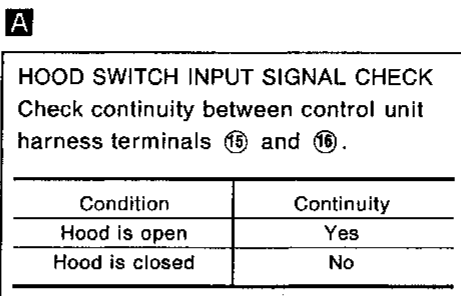 A
HOOD SWITCH INPUT SIGNAL CHECK
Check continuity between control unit
harness terminals ⑮ and ⑯.
Condition Continuity
Hood is open Yes
Hood is closed No